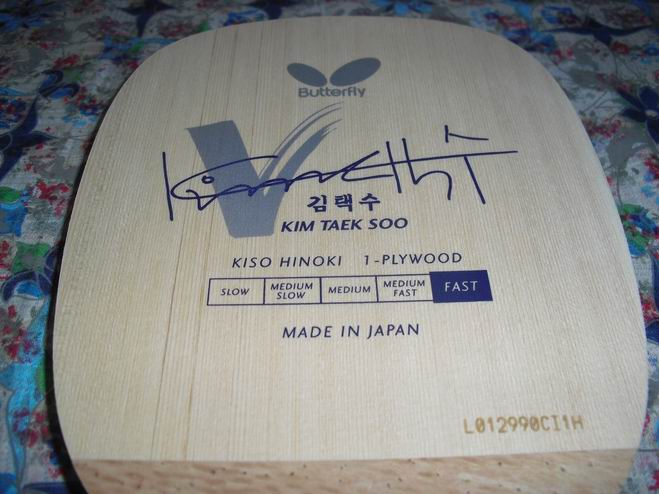 Butterfly
V
김택수
KIM TAEK SOO
KISO HINOKI 1-PLYWOOD
SLOW MEDIUM SLOW MEDIUM MEDIUM FAST FAST
MADE IN JAPAN
L012990CI1H